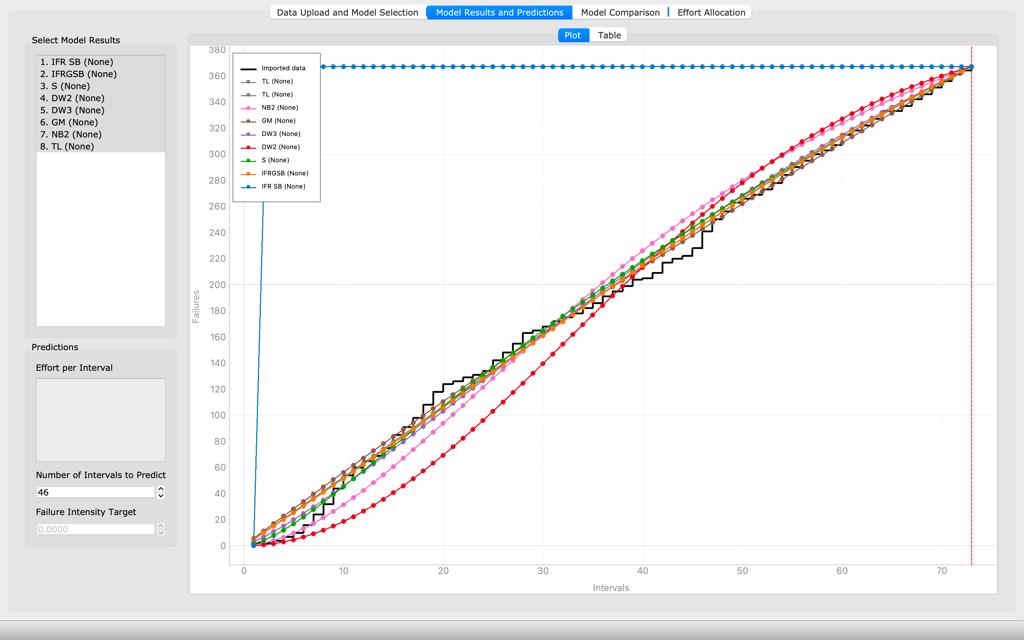 Data Upload and Model Selection
Model Results and Predictions
Model Comparison
Effort Allocation
Select Model Results
1. IFR SB (None)
2. IFRGSB (None)
3. S (None)
4. DW2 (None)
5. DW3 (None)
6. GM (None)
7. NB2 (None)
8. TL (None)
Predictions
Effort per Interval
Number of Intervals to Predict
46
Failure Intensity Target
0.0000
Plot
Table
Imported data
TL (None)
TL (None)
NB2 (None)
GM (None)
DW3 (None)
DW2 (None)
S (None)
IFRGSB (None)
IFR SB (None)
Failures
380
360
340
320
300
280
260
240
220
200
180
160
140
120
100
80
60
40
20
0
0 10 20 30 40 50 60 70
Intervals